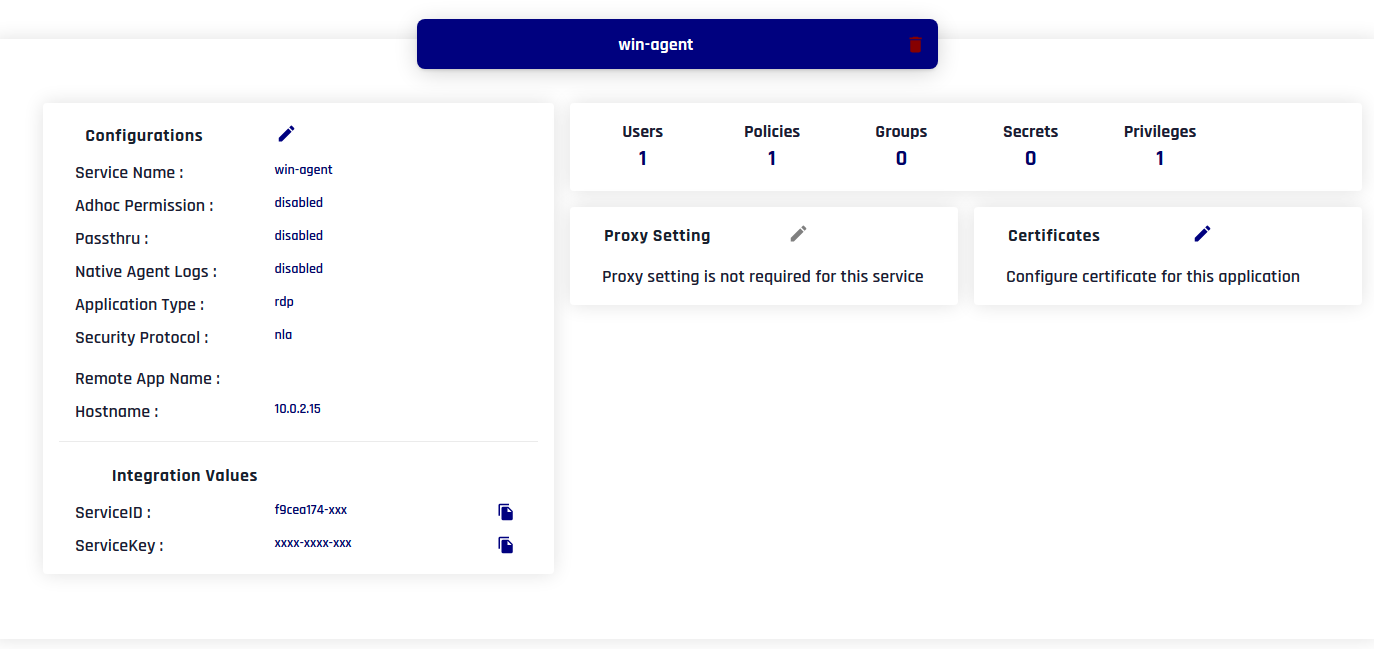 win-agent
Configurations
Service Name : win-agent
Adhoc Permission : disabled
Passthru : disabled
Native Agent Logs : disabled
Application Type : rdp
Security Protocol : nla
Remote App Name :
Hostname : 10.0.2.15
Integration Values
ServiceID : f9cea174-xxx
ServiceKey : xxxx-xxxx-xxx
Users Policies Groups Secrets Privileges
1 1 0 0 1
Proxy Setting
Proxy setting is not required for this service
Certificates
Configure certificate for this application